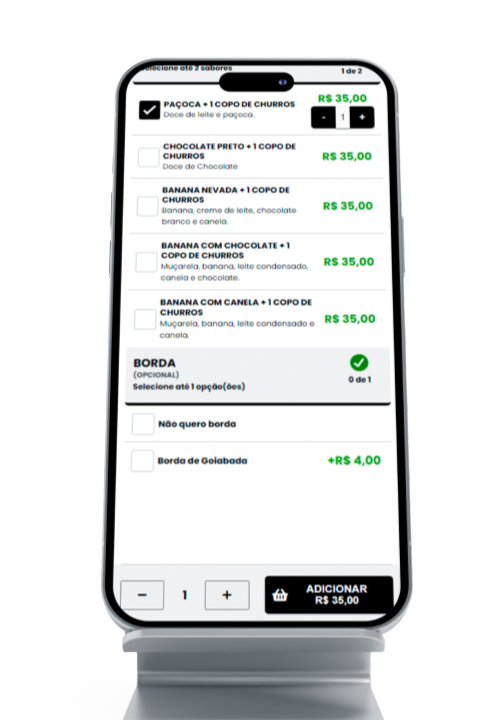 Selecione até 2 sabores
1 de 2
PAÇOCA + 1 COPO DE CHURROS
R$ 35,00
Doce de leite e paçoca.
- 1 +
CHOCOLATE PRETO + 1 COPO DE
CHURROS
R$ 35,00
Doce de Chocolate
BANANA NEVADA + 1 COPO DE
CHURROS
R$ 35,00
Banana, creme de leite, chocolate
branco e canela.
BANANA COM CHOCOLATE + 1
COPO DE CHURROS
R$ 35,00
Muçarela, banana, leite condensado,
canela e chocolate.
BANANA COM CANELA + 1 COPO DE
CHURROS
R$ 35,00
Muçarela, banana, leite condensado e
canela.
BORDA
(OPCIONAL)
Selecione até 1 opção(ões)
0 de 1
Não quero borda
Borda de Goiabada
+R$ 4,00
− 1 +
ADICIONAR
R$ 35,00